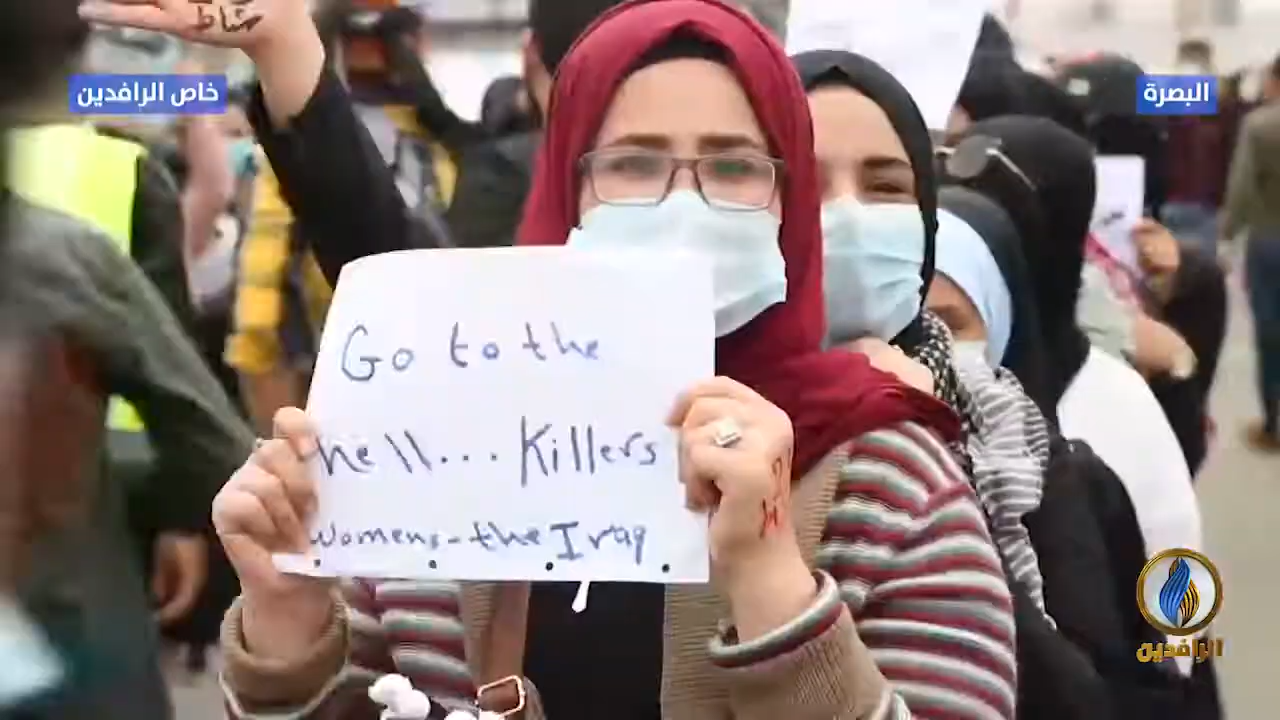 خاص الرافدين
البصرة
Go to the
hell... Killers
womens-the Iraq
الرافدين